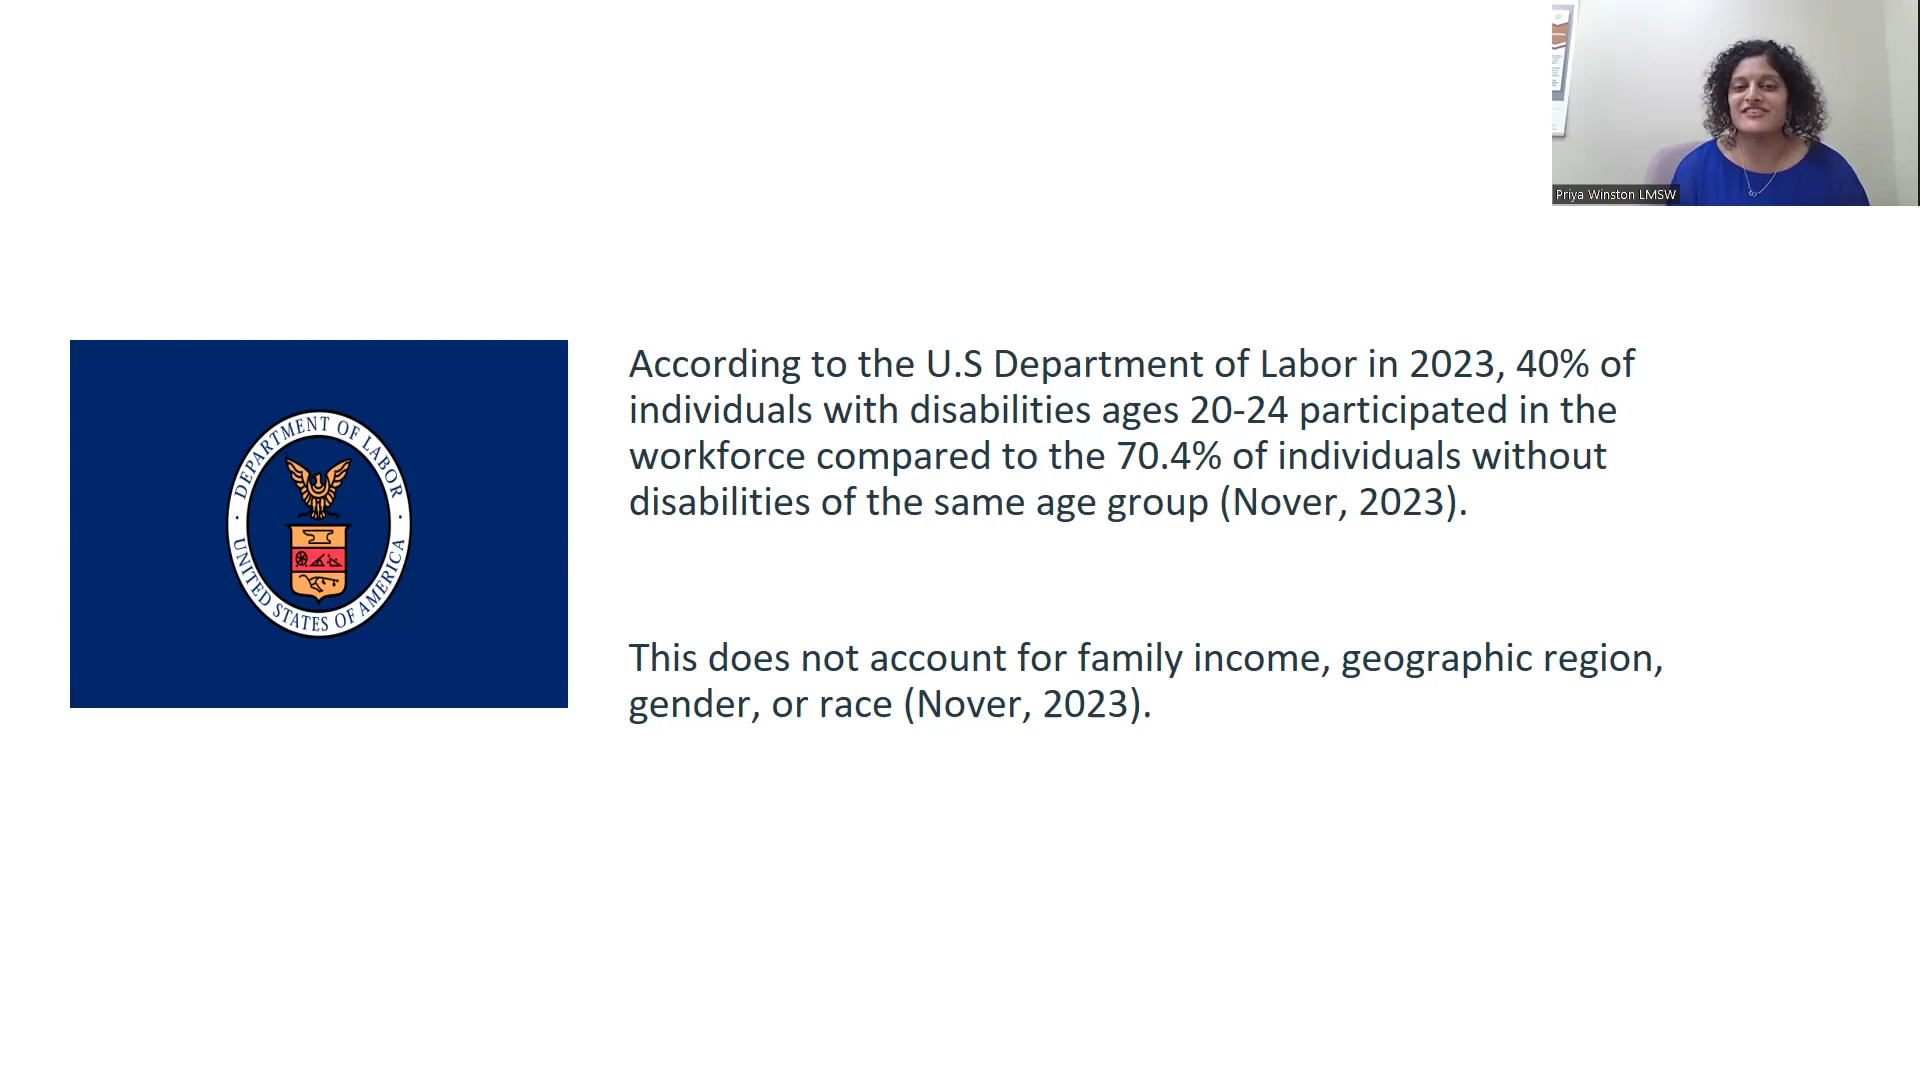 Priya Winston LMSW
DEPARTMENT OF LABOR
UNITED STATES OF AMERICA
According to the U.S Department of Labor in 2023, 40% of
individuals with disabilities ages 20-24 participated in the
workforce compared to the 70.4% of individuals without
disabilities of the same age group (Nover, 2023).
This does not account for family income, geographic region,
gender, or race (Nover, 2023).